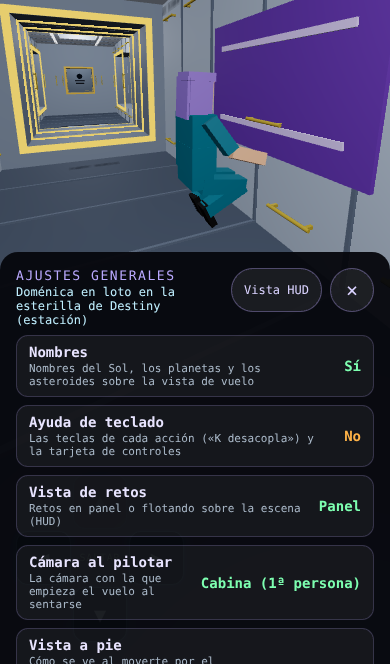 AJUSTES GENERALES
Doménica en loto en la
esterilla de Destiny
(estación)
Vista HUD
×
Nombres
Nombres del Sol, los planetas y los
asteroides sobre la vista de vuelo
Sí
Ayuda de teclado
Las teclas de cada acción («K desacopla») y
la tarjeta de controles
No
Vista de retos
Retos en panel o flotando sobre la escena
(HUD)
Panel
Cámara al pilotar
La cámara con la que
empieza el vuelo al
sentarse
Cabina (1ª persona)
Vista a pie
Cómo se ve al moverte por el